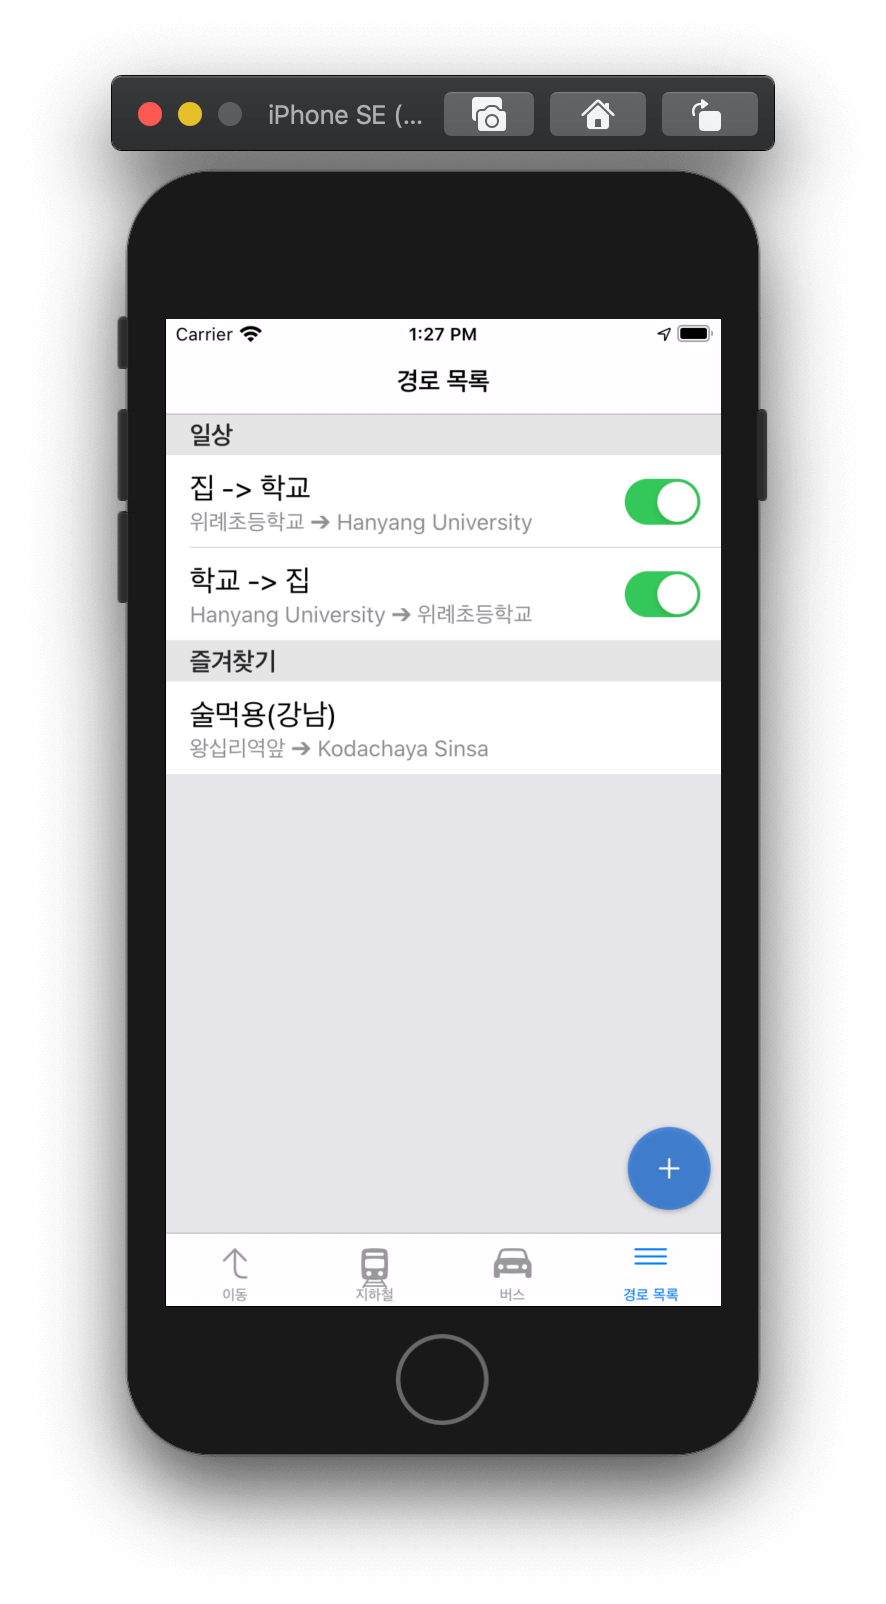 iPhone SE (...
Carrier
1:27 PM
경로 목록
일상
집 -> 학교
위례초등학교 ➔ Hanyang University
학교 -> 집
Hanyang University ➔ 위례초등학교
즐겨찾기
술먹용(강남)
왕십리역앞 ➔ Kodachaya Sinsa
+
이동
지하철
버스
경로 목록